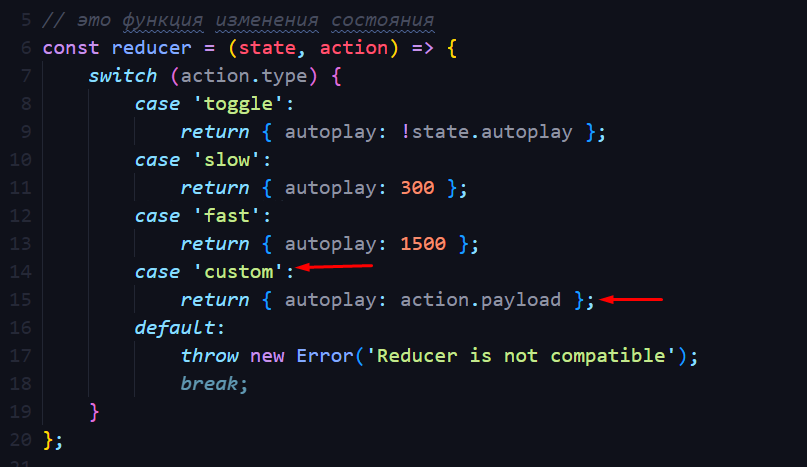 5 // это функция изменения состояния
6 const reducer = (state, action) => {
7 switch (action.type) {
8 case 'toggle':
9 return { autoplay: !state.autoplay };
10 case 'slow':
11 return { autoplay: 300 };
12 case 'fast':
13 return { autoplay: 1500 };
14 case 'custom':
15 return { autoplay: action.payload };
16 default:
17 throw new Error('Reducer is not compatible');
18 break;
19 }
20 };
21